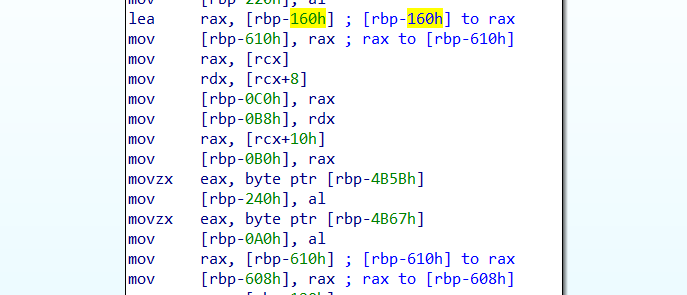 mov [rbp-220h], al
lea rax, [rbp-160h] ; [rbp-160h] to rax
mov [rbp-610h], rax ; rax to [rbp-610h]
mov rax, [rcx]
mov rdx, [rcx+8]
mov [rbp-0C0h], rax
mov [rbp-0B8h], rdx
mov rax, [rcx+10h]
mov [rbp-0B0h], rax
movzx eax, byte ptr [rbp-4B5Bh]
mov [rbp-240h], al
movzx eax, byte ptr [rbp-4B67h]
mov [rbp-0A0h], al
mov rax, [rbp-610h] ; [rbp-610h] to rax
mov [rbp-608h], rax ; rax to [rbp-608h]